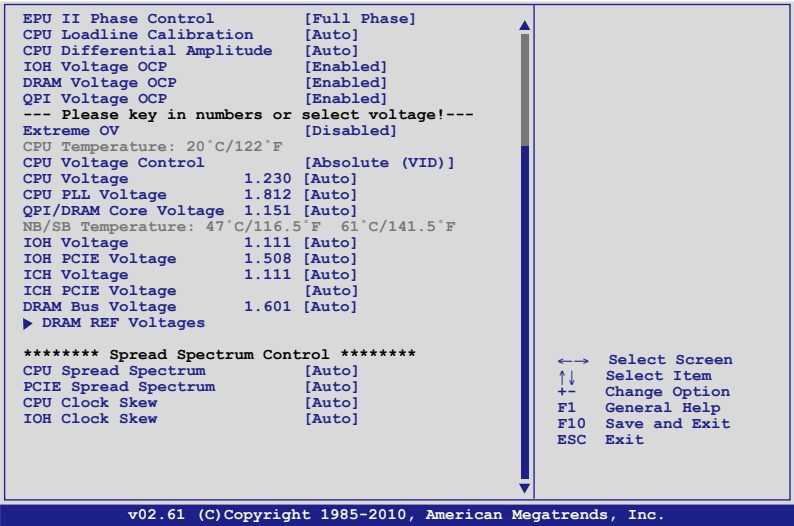 EPU II Phase Control [Full Phase]
CPU Loadline Calibration [Auto]
CPU Differential Amplitude [Auto]
IOH Voltage OCP [Enabled]
DRAM Voltage OCP [Enabled]
QPI Voltage OCP [Enabled]
--- Please key in numbers or select voltage!---
Extreme OV [Disabled]
CPU Temperature: 20°C/122°F
CPU Voltage Control [Absolute (VID)]
CPU Voltage 1.230 [Auto]
CPU PLL Voltage 1.812 [Auto]
QPI/DRAM Core Voltage 1.151 [Auto]
NB/SB Temperature: 47°C/116.5°F 61°C/141.5°F
IOH Voltage 1.111 [Auto]
IOH PCIE Voltage 1.508 [Auto]
ICH Voltage 1.111 [Auto]
ICH PCIE Voltage [Auto]
DRAM Bus Voltage 1.601 [Auto]
▶ DRAM REF Voltages
******** Spread Spectrum Control ********
CPU Spread Spectrum [Auto]
PCIE Spread Spectrum [Auto]
CPU Clock Skew [Auto]
IOH Clock Skew [Auto]
←→ Select Screen
↑↓ Select Item
+- Change Option
F1 General Help
F10 Save and Exit
ESC Exit
v02.61 (C)Copyright 1985-2010, American Megatrends, Inc.